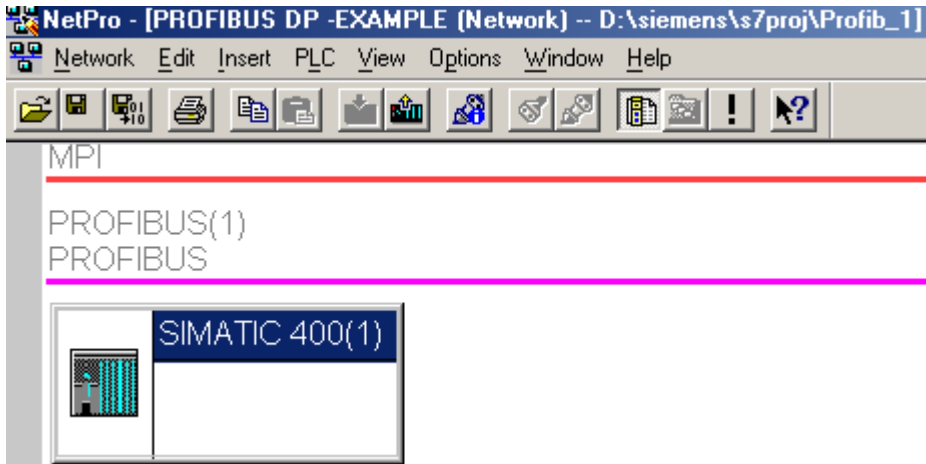 NetPro - [PROFIBUS DP -EXAMPLE (Network) -- D:\siemens\s7proj\Profib_1]
Network Edit Insert PLC View Options Window Help
MPI
PROFIBUS(1)
PROFIBUS
SIMATIC 400(1)